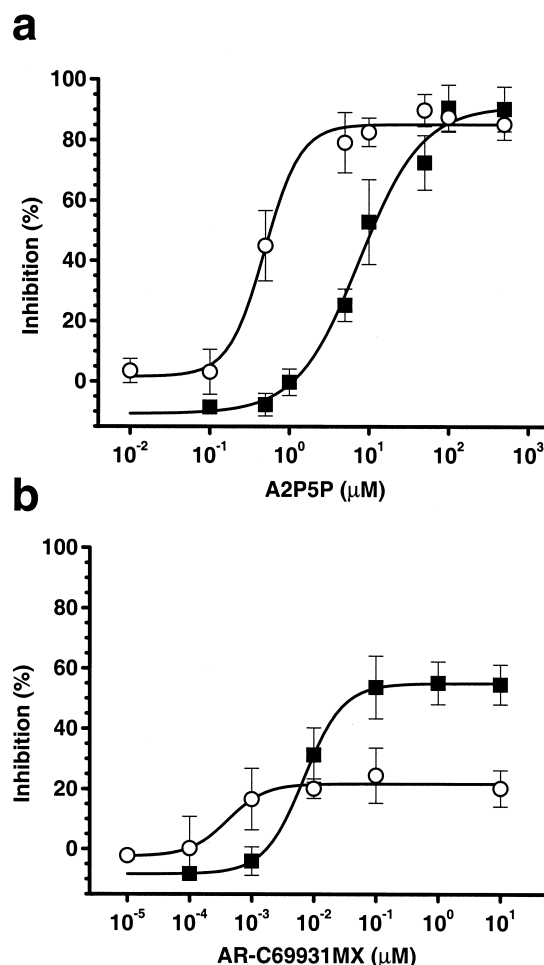 a
100
80
60
40
20
0
Inhibition (%)
10⁻² 10⁻¹ 10⁰ 10¹ 10² 10³
A2P5P (μM)
b
100
80
60
40
20
0
Inhibition (%)
10⁻⁵ 10⁻⁴ 10⁻³ 10⁻² 10⁻¹ 10⁰ 10¹
AR-C69931MX (μM)